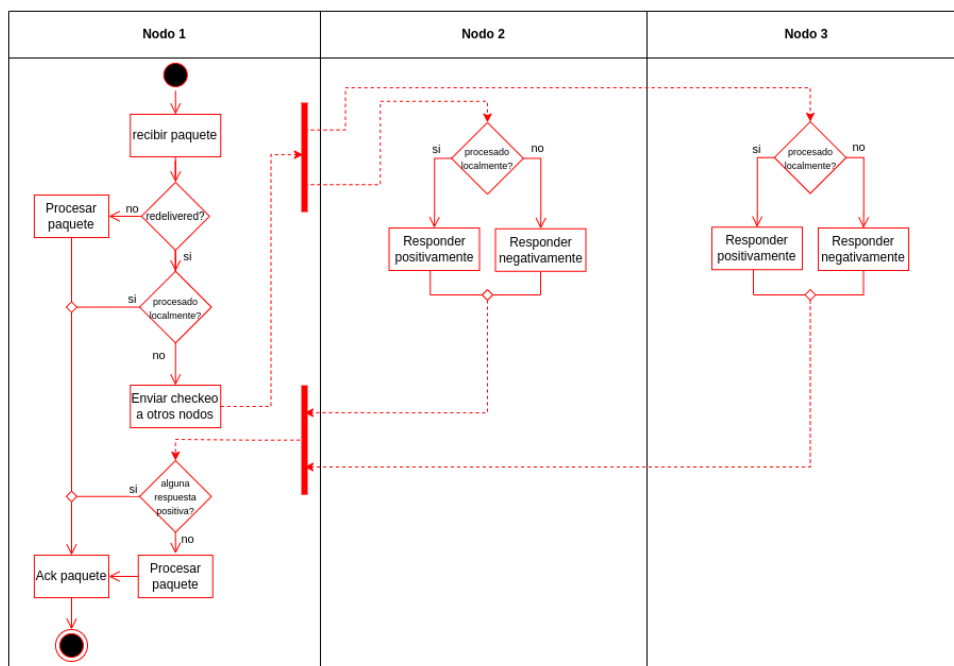 Nodo 1
Nodo 2
Nodo 3
recibir paquete
redelivered?
no
Procesar
paquete
si
procesado
localmente?
si
no
Enviar checkeo
a otros nodos
alguna
respuesta
positiva?
si
no
Procesar
paquete
Ack paquete
procesado
localmente?
si
no
Responder
positivamente
Responder
negativamente
procesado
localmente?
si
no
Responder
positivamente
Responder
negativamente